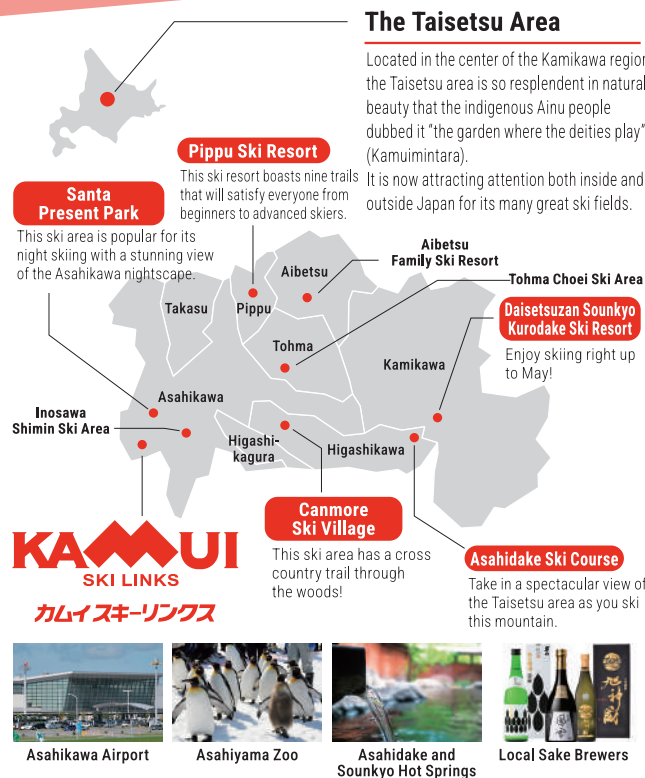 The Taisetsu Area
Located in the center of the Kamikawa region
the Taisetsu area is so resplendent in natural
beauty that the indigenous Ainu people
dubbed it "the garden where the deities play"
(Kamuimintara).
It is now attracting attention both inside and
outside Japan for its many great ski fields.
Pippu Ski Resort
This ski resort boasts nine trails
that will satisfy everyone from
beginners to advanced skiers.
Santa
Present Park
This ski area is popular for its
night skiing with a stunning view
of the Asahikawa nightscape.
Aibetsu
Family Ski Resort
Aibetsu
Tohma Choei Ski Area
Takasu
Pippu
Daisetsuzan Sounkyo
Kurodake Ski Resort
Enjoy skiing right up
to May!
Tohma
Kamikawa
Asahikawa
Inosawa
Shimin Ski Area
Higashi-
kagura
Higashikawa
Canmore
Ski Village
This ski area has a cross
country trail through
the woods!
KAMUI
SKI LINKS
カムイスキーリンクス
Asahidake Ski Course
Take in a spectacular view of
the Taisetsu area as you ski
this mountain.
Asahikawa Airport
Asahiyama Zoo
Asahidake and
Sounkyo Hot Springs
Local Sake Brewers